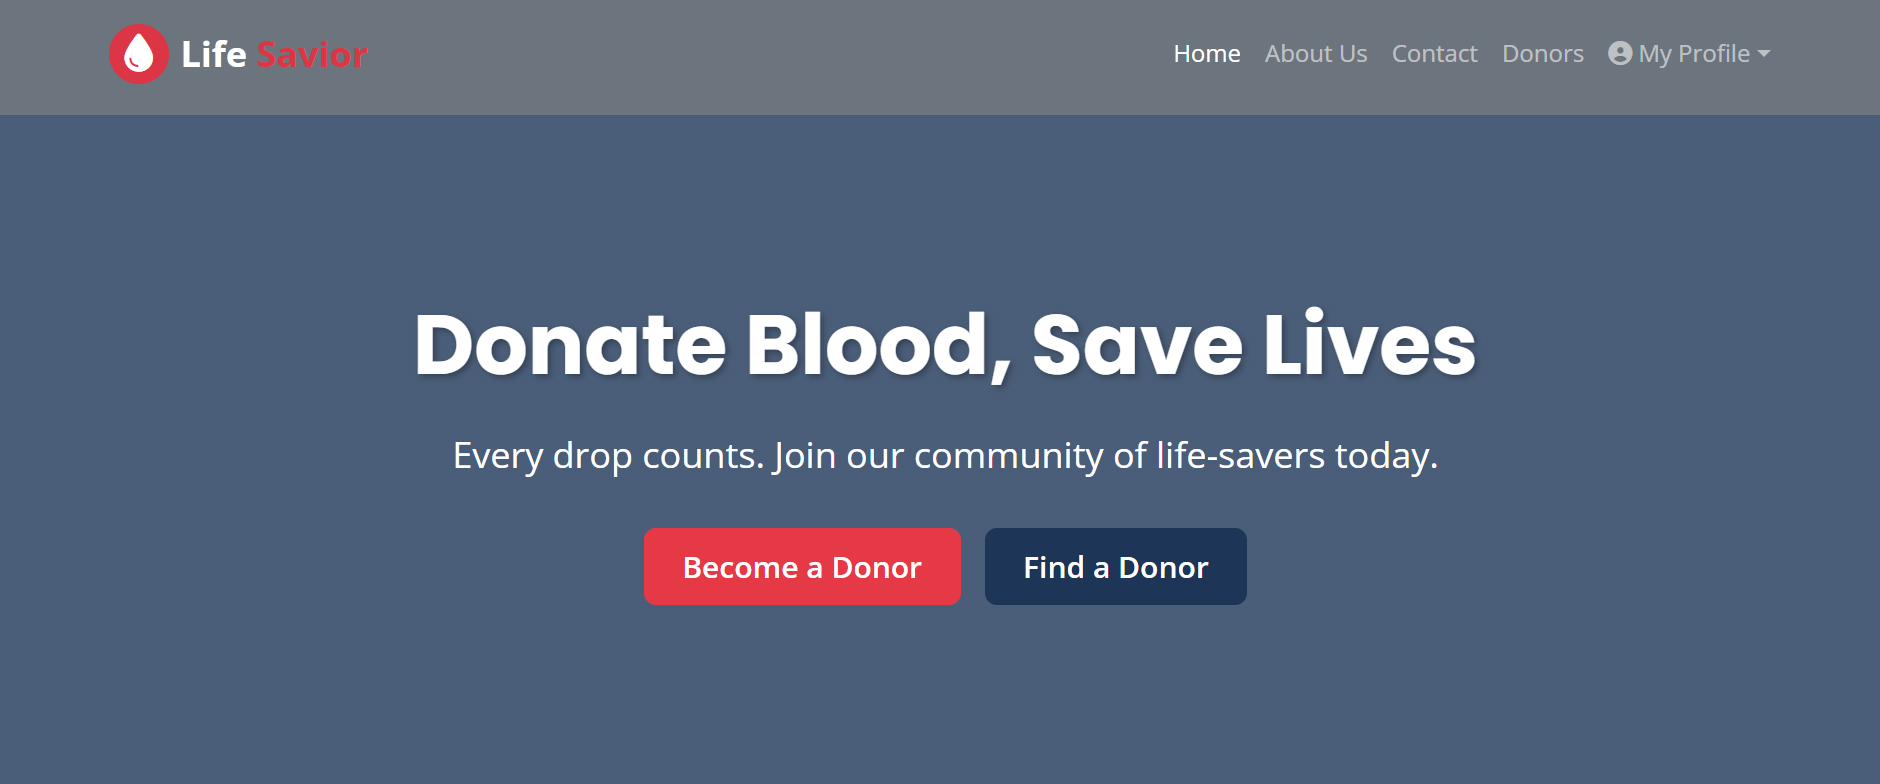 Life Savior
Home About Us Contact Donors My Profile
Donate Blood, Save Lives
Every drop counts. Join our community of life-savers today.
Become a Donor Find a Donor